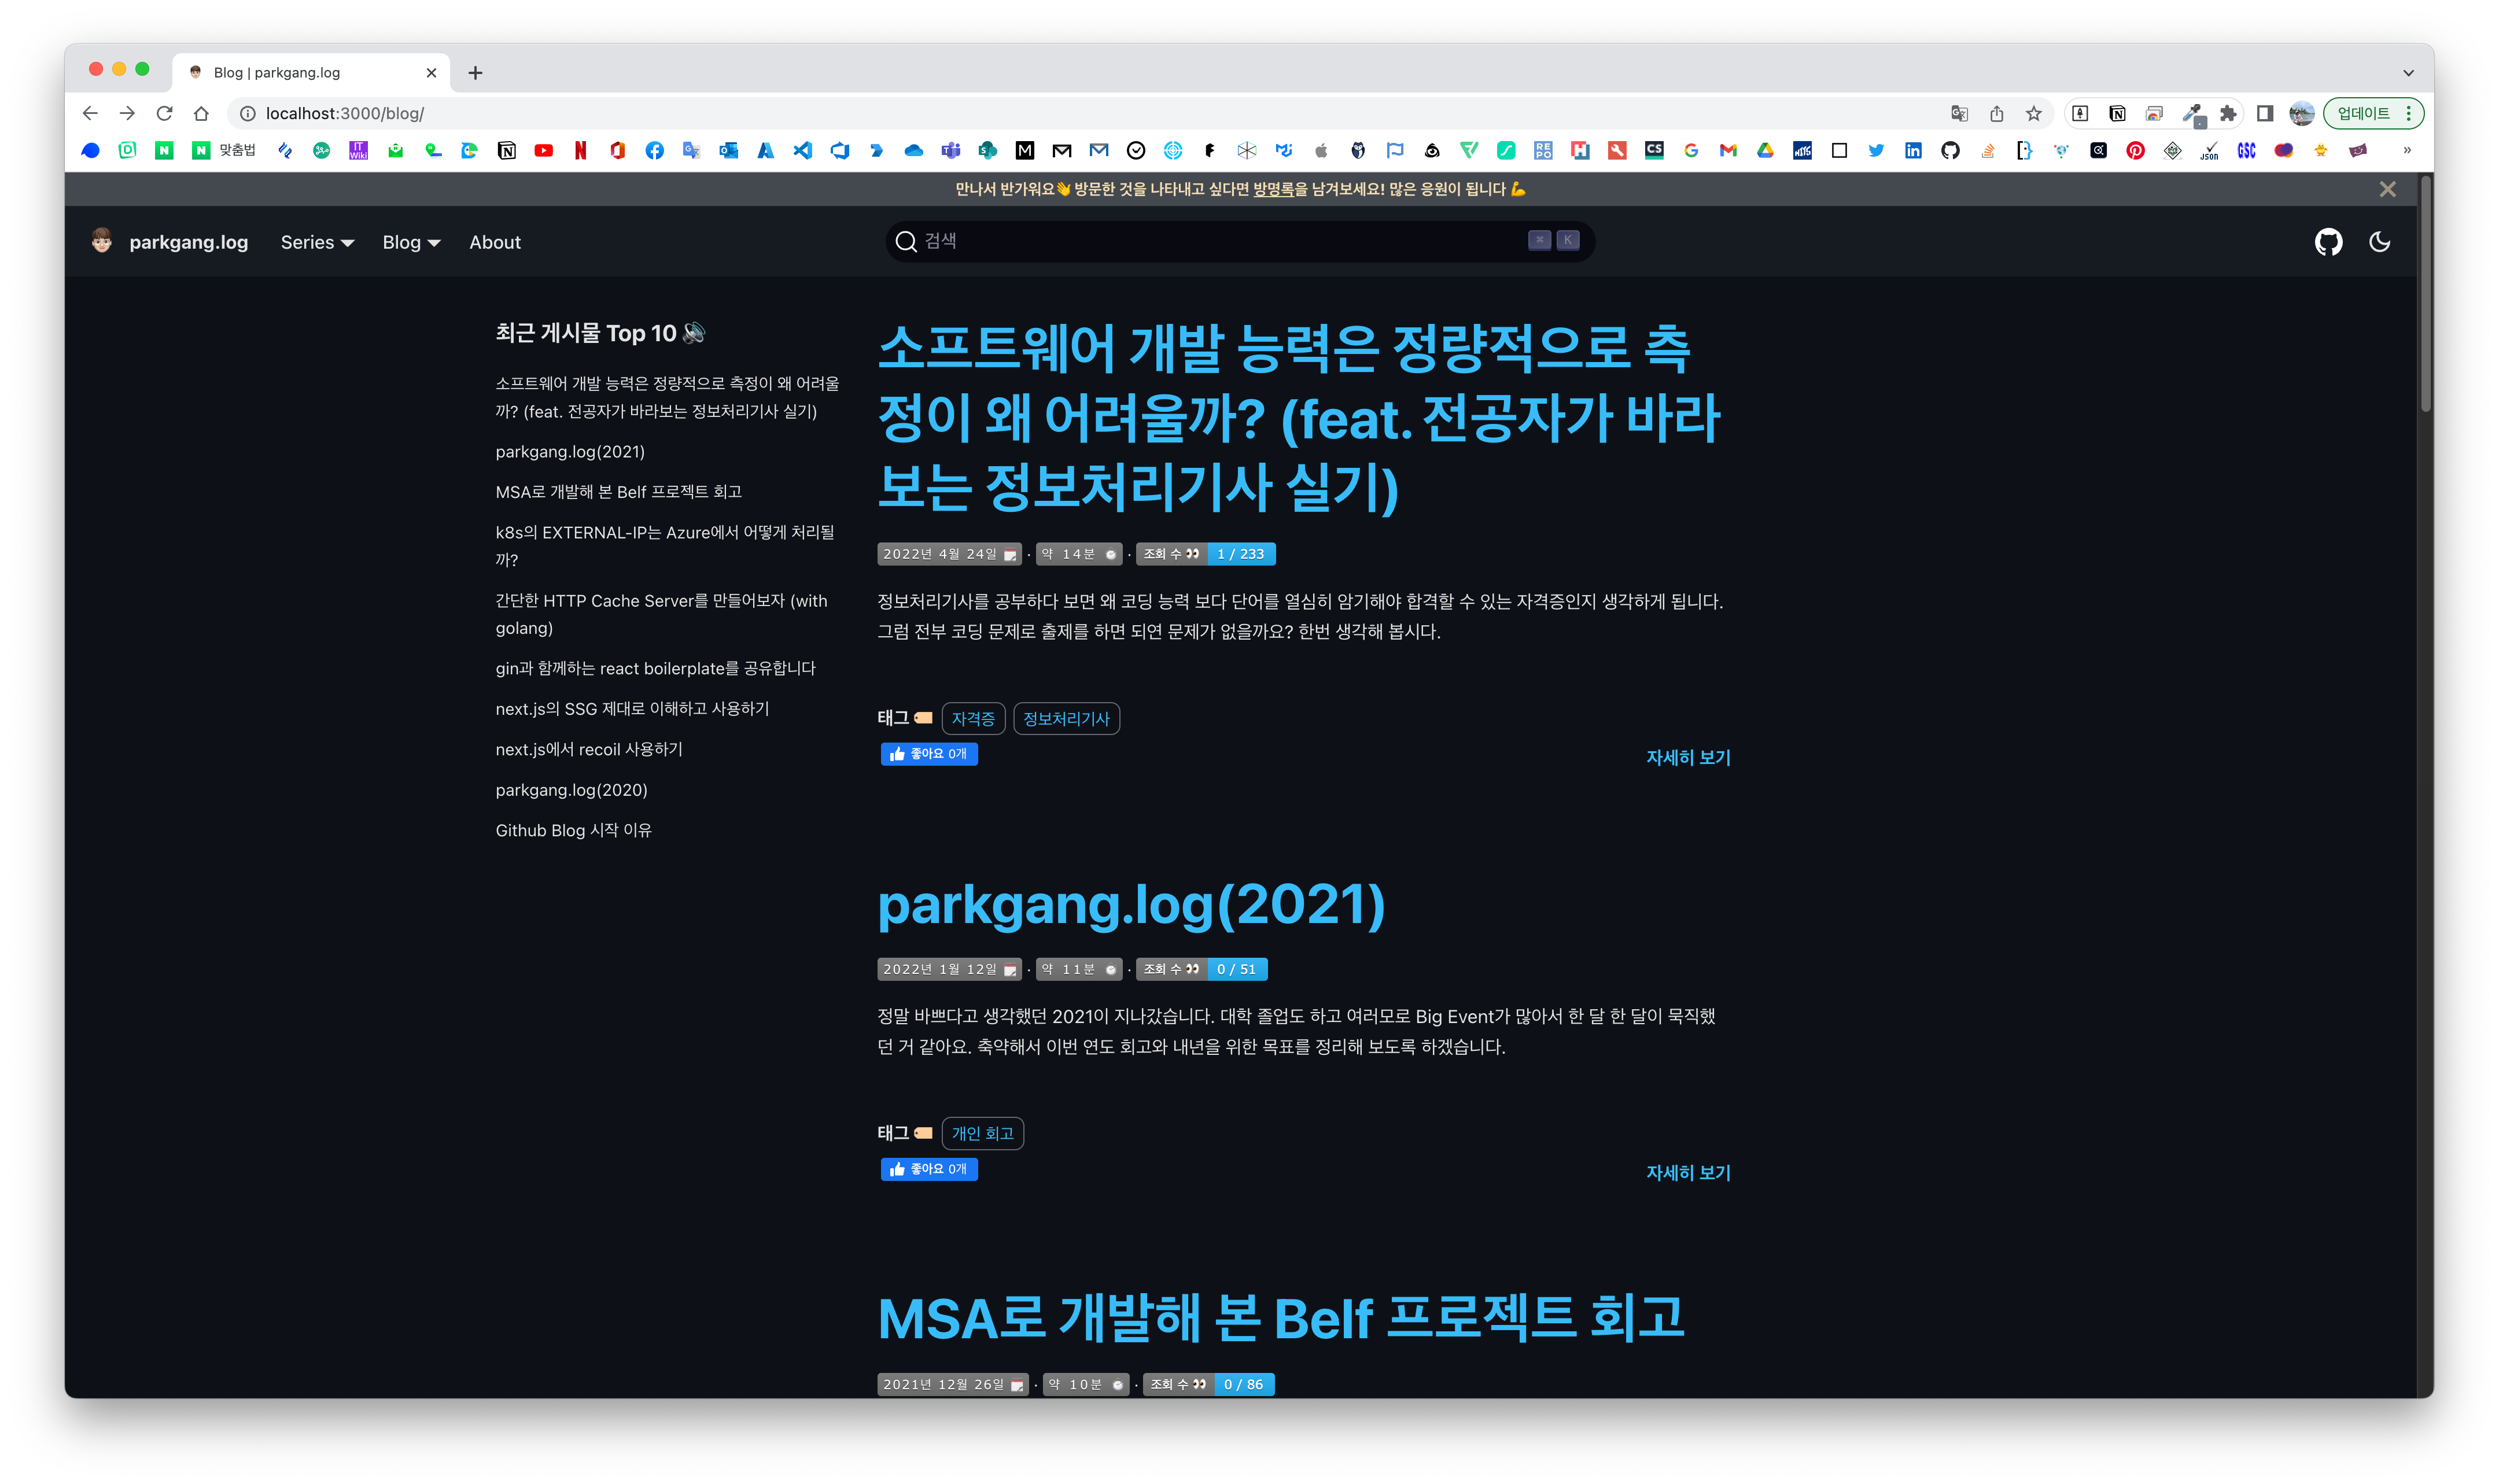 Blog | parkgang.log
localhost:3000/blog/
업데이트
맞춤법
만나서 반가워요👋 방문한 것을 나타내고 싶다면 방명록을 남겨보세요! 많은 응원이 됩니다 💪
parkgang.log Series Blog About
검색 ⌘ K
최근 게시물 Top 10 🔊
소프트웨어 개발 능력은 정량적으로 측정이 왜 어려울
까? (feat. 전공자가 바라보는 정보처리기사 실기)
parkgang.log(2021)
MSA로 개발해 본 Belf 프로젝트 회고
k8s의 EXTERNAL-IP는 Azure에서 어떻게 처리될
까?
간단한 HTTP Cache Server를 만들어보자 (with
golang)
gin과 함께하는 react boilerplate를 공유합니다
next.js의 SSG 제대로 이해하고 사용하기
next.js에서 recoil 사용하기
parkgang.log(2020)
Github Blog 시작 이유
소프트웨어 개발 능력은 정량적으로 측
정이 왜 어려울까? (feat. 전공자가 바라
보는 정보처리기사 실기)
2022년 4월 24일 · 약 14분 · 조회 수👀 1 / 233
정보처리기사를 공부하다 보면 왜 코딩 능력 보다 단어를 열심히 암기해야 합격할 수 있는 자격증인지 생각하게 됩니다.
그럼 전부 코딩 문제로 출제를 하면 되연 문제가 없을까요? 한번 생각해 봅시다.
태그 자격증 정보처리기사
좋아요 0개
자세히 보기
parkgang.log(2021)
2022년 1월 12일 · 약 11분 · 조회 수👀 0 / 51
정말 바쁘다고 생각했던 2021이 지나갔습니다. 대학 졸업도 하고 여러모로 Big Event가 많아서 한 달 한 달이 묵직했
던 거 같아요. 축약해서 이번 연도 회고와 내년을 위한 목표를 정리해 보도록 하겠습니다.
태그 개인 회고
좋아요 0개
자세히 보기
MSA로 개발해 본 Belf 프로젝트 회고
2021년 12월 26일 · 약 10분 · 조회 수👀 0 / 86